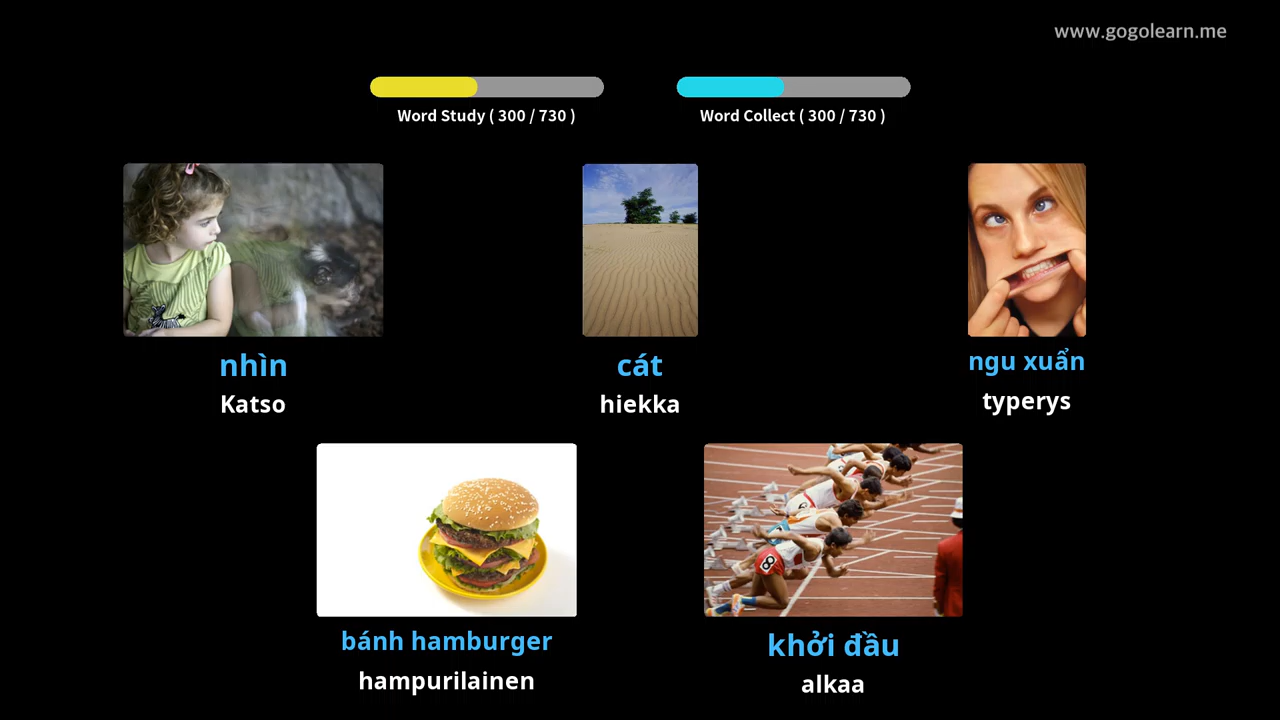 www.gogolearn.me
Word Study ( 300 / 730 )
Word Collect ( 300 / 730 )
nhìn
Katso
cát
hiekka
ngu xuẩn
typerys
bánh hamburger
hampurilainen
khởi đầu
alkaa